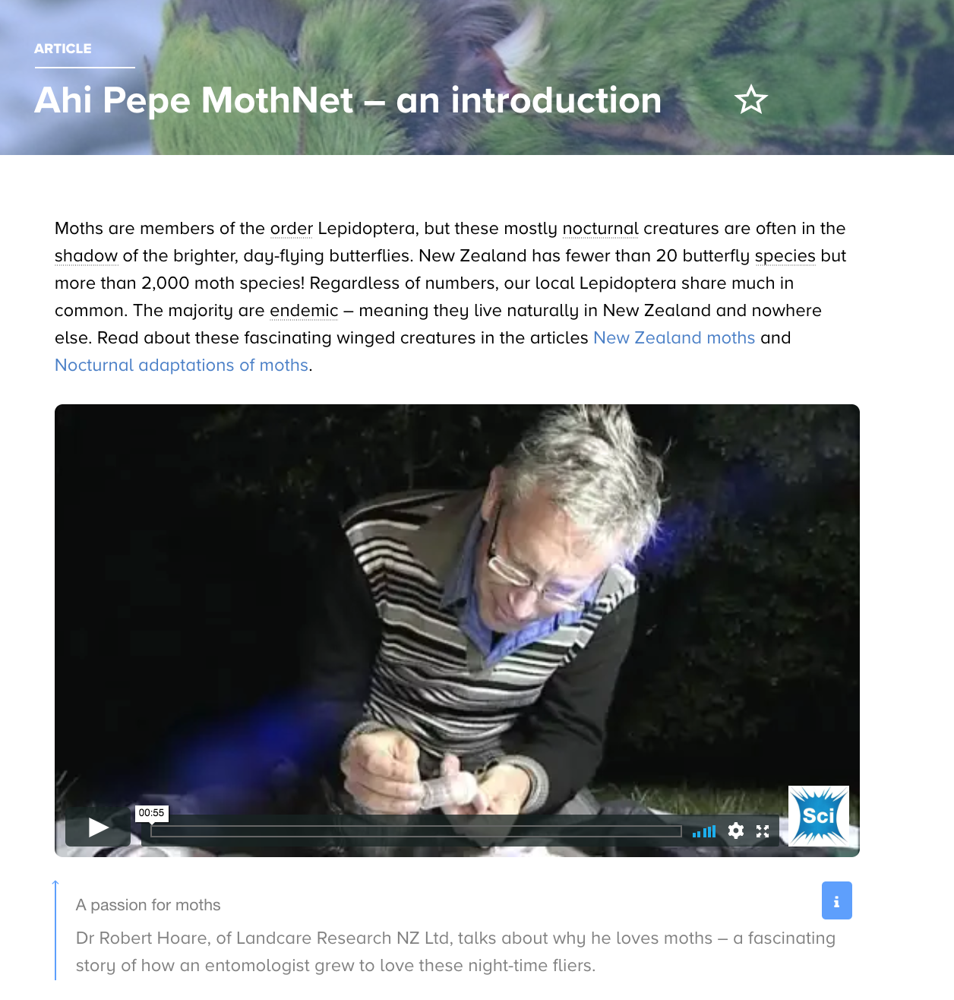 ARTICLE
Ahi Pepe MothNet – an introduction
Moths are members of the order Lepidoptera, but these mostly nocturnal creatures are often in the
shadow of the brighter, day-flying butterflies. New Zealand has fewer than 20 butterfly species but
more than 2,000 moth species! Regardless of numbers, our local Lepidoptera share much in
common. The majority are endemic – meaning they live naturally in New Zealand and nowhere
else. Read about these fascinating winged creatures in the articles New Zealand moths and
Nocturnal adaptations of moths.
00:55
Sci
A passion for moths
Dr Robert Hoare, of Landcare Research NZ Ltd, talks about why he loves moths – a fascinating
story of how an entomologist grew to love these night-time fliers.